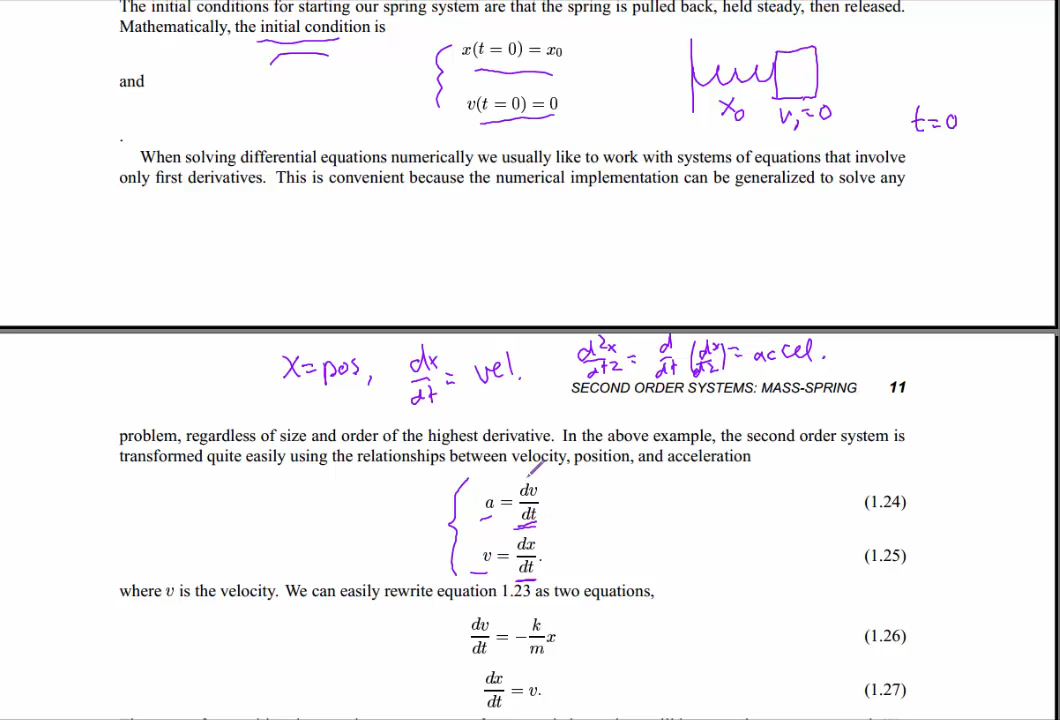 The initial conditions for starting our spring system are that the spring is pulled back, held steady, then released.
Mathematically, the initial condition is
x(t = 0) = x₀
and
v(t = 0) = 0
x₀ v,=0
t=0
.
When solving differential equations numerically we usually like to work with systems of equations that involve
only first derivatives. This is convenient because the numerical implementation can be generalized to solve any
x=pos, dx/dt = vel. d²x/dt2 = d/dt (dx/d2) = accel.
SECOND ORDER SYSTEMS: MASS-SPRING 11
problem, regardless of size and order of the highest derivative. In the above example, the second order system is
transformed quite easily using the relationships between velocity, position, and acceleration
a = dv/dt (1.24)
v = dx/dt. (1.25)
where v is the velocity. We can easily rewrite equation 1.23 as two equations,
dv/dt = −k/m x (1.26)
dx/dt = v. (1.27)